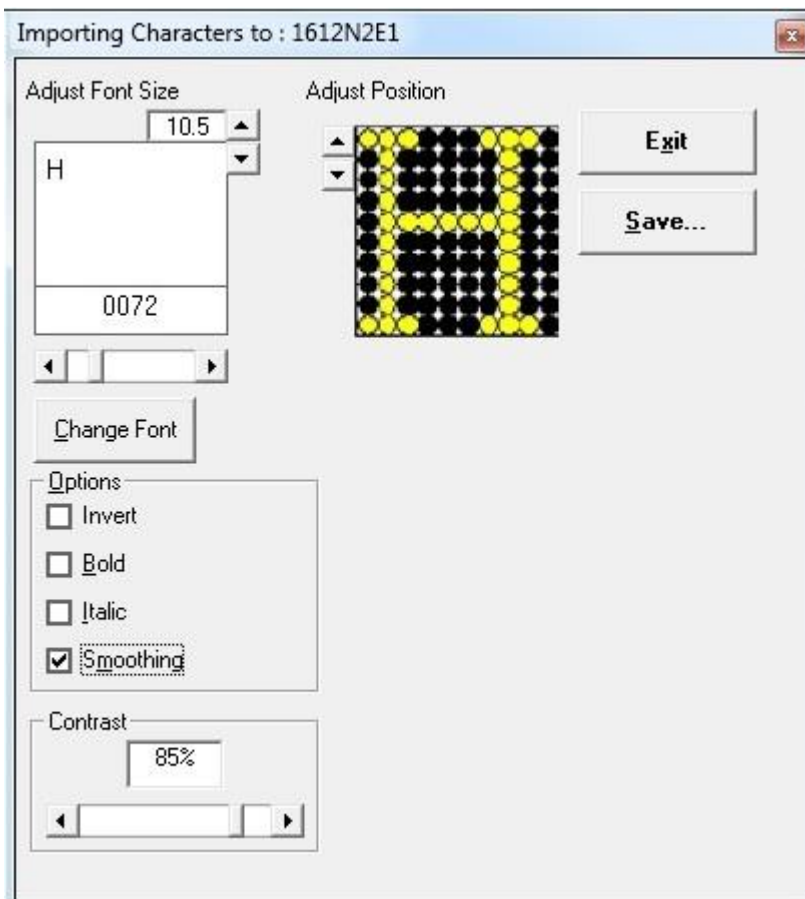 Importing Characters to : 1612N2E1
Adjust Font Size
Adjust Position
10.5
H
0072
Exit
Save...
Change Font
Options
Invert
Bold
Italic
Smoothing
Contrast
85%